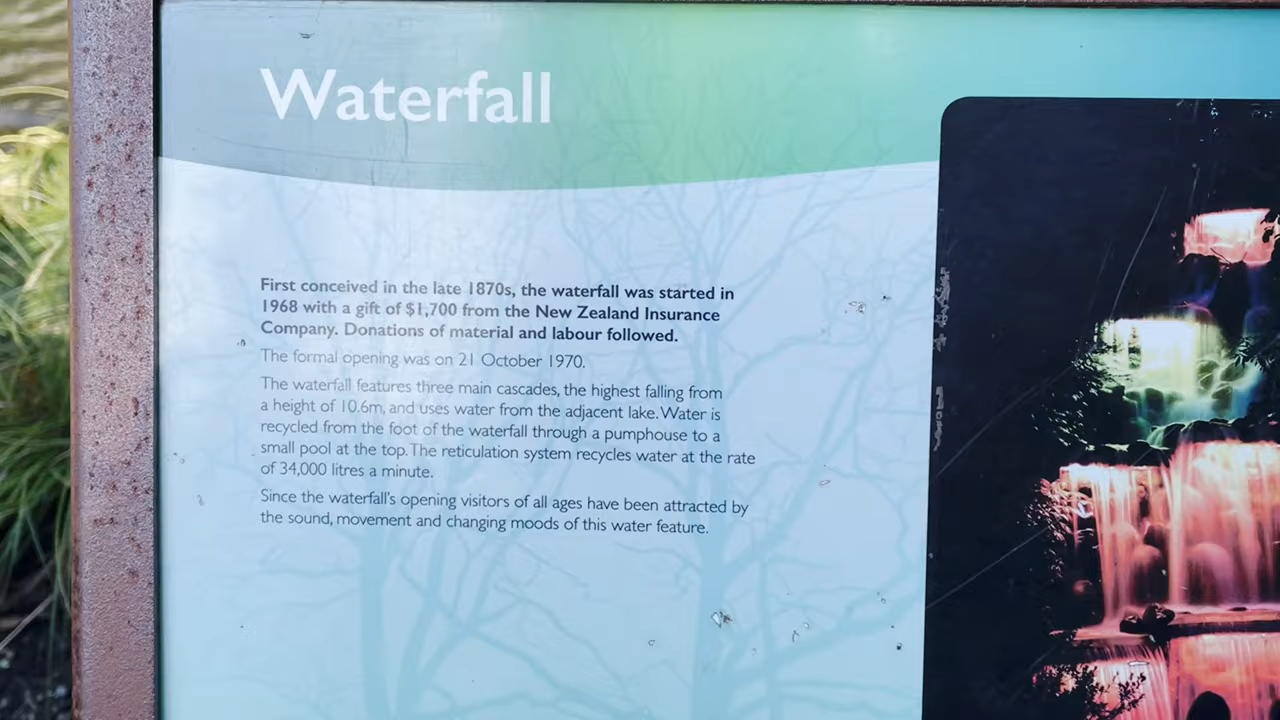 Waterfall
First conceived in the late 1870s, the waterfall was started in
1968 with a gift of $1,700 from the New Zealand Insurance
Company. Donations of material and labour followed.
The formal opening was on 21 October 1970.
The waterfall features three main cascades, the highest falling from
a height of 10.6m, and uses water from the adjacent lake. Water is
recycled from the foot of the waterfall through a pumphouse to a
small pool at the top. The reticulation system recycles water at the rate
of 34,000 litres a minute.
Since the waterfall's opening visitors of all ages have been attracted by
the sound, movement and changing moods of this water feature.